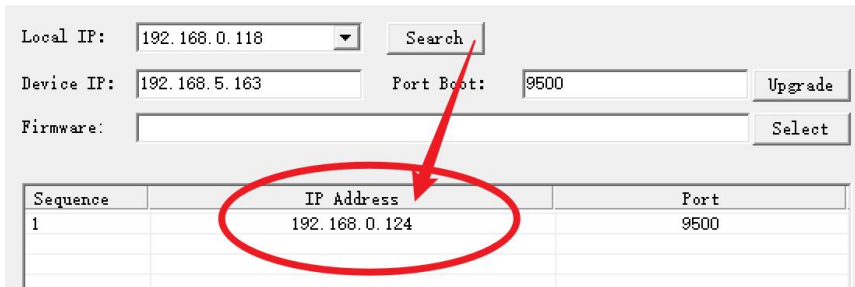 Local IP: 192.168.0.118 Search
Device IP: 192.168.5.163 Port Boot: 9500 Upgrade
Firmware: Select
Sequence IP Address Port
1 192.168.0.124 9500